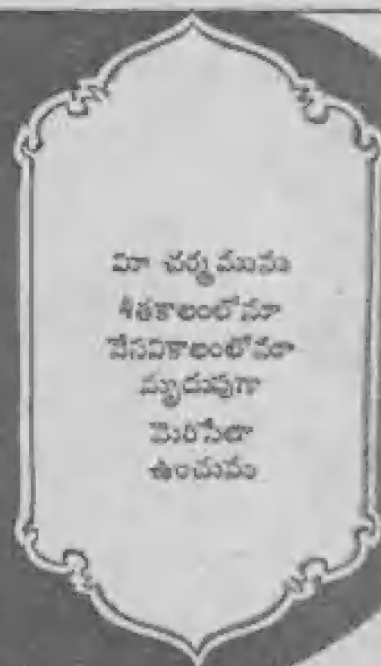 మీ చర్మమును
శీతకాలంలోనూ
వేసవికాలంలోనూ
మృదువుగా
మెరిసేలా
ఉంచుము